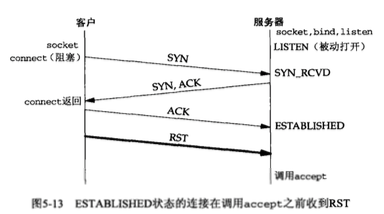 客户
服务器
socket
connect（阻塞）
socket,bind,listen
LISTEN（被动打开）
SYN
SYN_RCVD
SYN, ACK
connect返回
ACK
ESTABLISHED
RST
调用accept
图5-13 ESTABLISHED状态的连接在调用accept之前收到RST